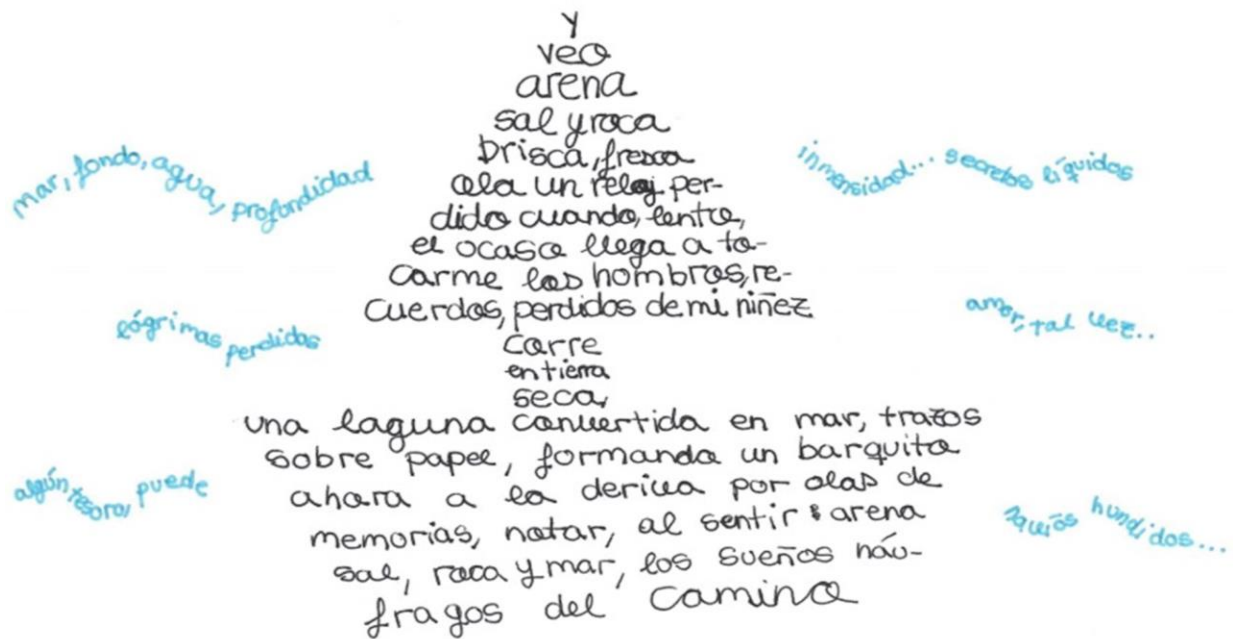 y
veo
arena
sal y roca
brisca, fresca
ola un reloj per-
dido cuando, lento,
el ocaso llega a to-
carme los hombros, re-
cuerdos, perdidos de mi niñez
corre
en tierra
seca,
una laguna convertida en mar, trazos
sobre papel, formando un barquito
ahora a la deriva por olas de
memorias, notar, al sentir arena
sal, roca y mar, los sueños náu-
fragos del camino
mar, fondo, agua, profundidad
lágrimas perdidas
algún tesoro, puede
inmensidad... secretos líquidos
amor, tal vez...
navíos hundidos...